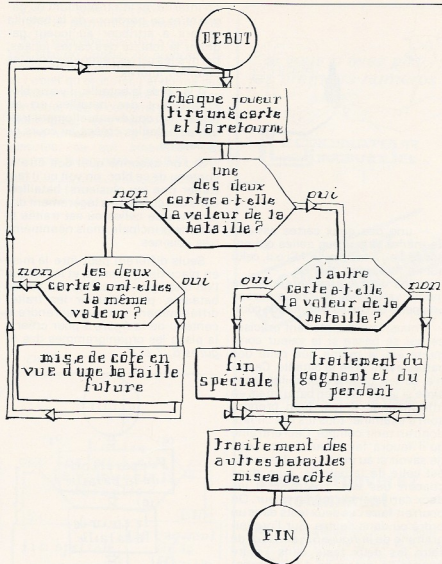 DEBUT
chaque joueur
tire une carte
et la retourne
une
des deux
cartes a-t-elle
la valeur de la
bataille?
non
oui
les deux
cartes ont-elles
la même
valeur?
non
oui
l'autre
carte a-t-elle
la valeur de la
bataille?
oui
non
mise de côté en
vue d'une bataille
future
fin
spéciale
traitement du
gagnant et du
perdant
traitement des
autres batailles
mises de côté
FIN